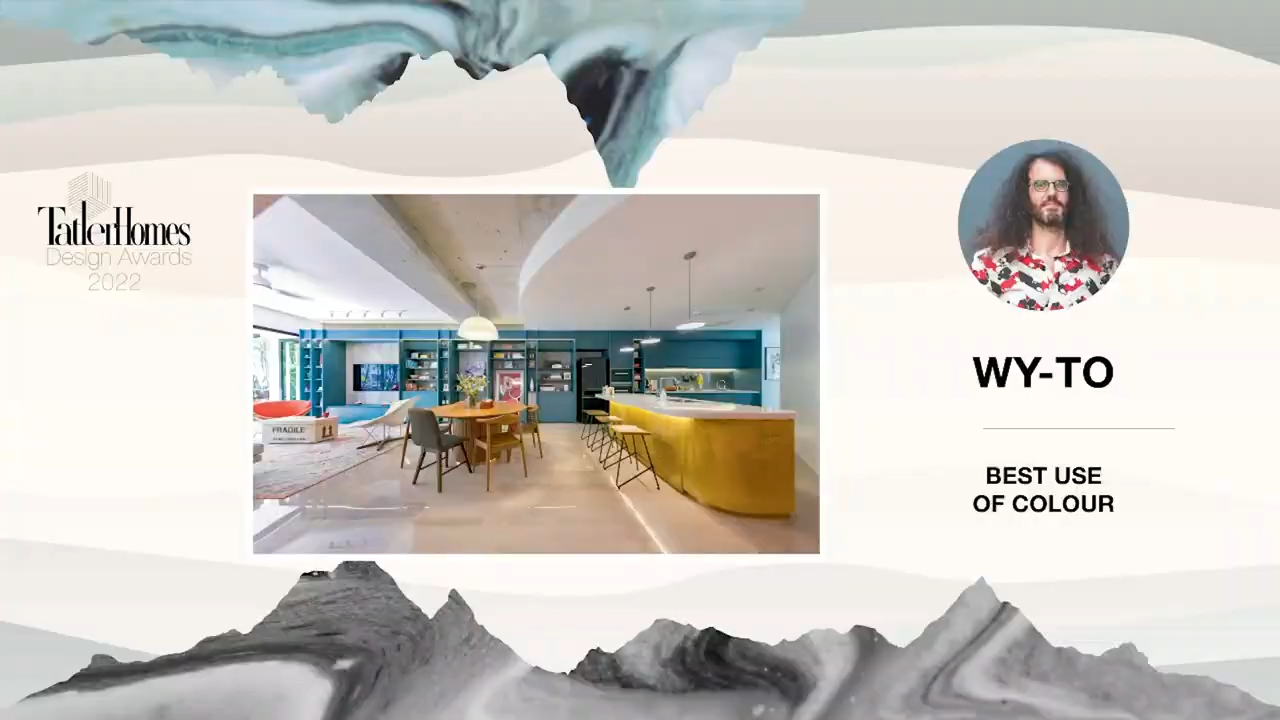 TatlerHomes
Design Awards
2022
FRAGILE
WY-TO
BEST USE
OF COLOUR